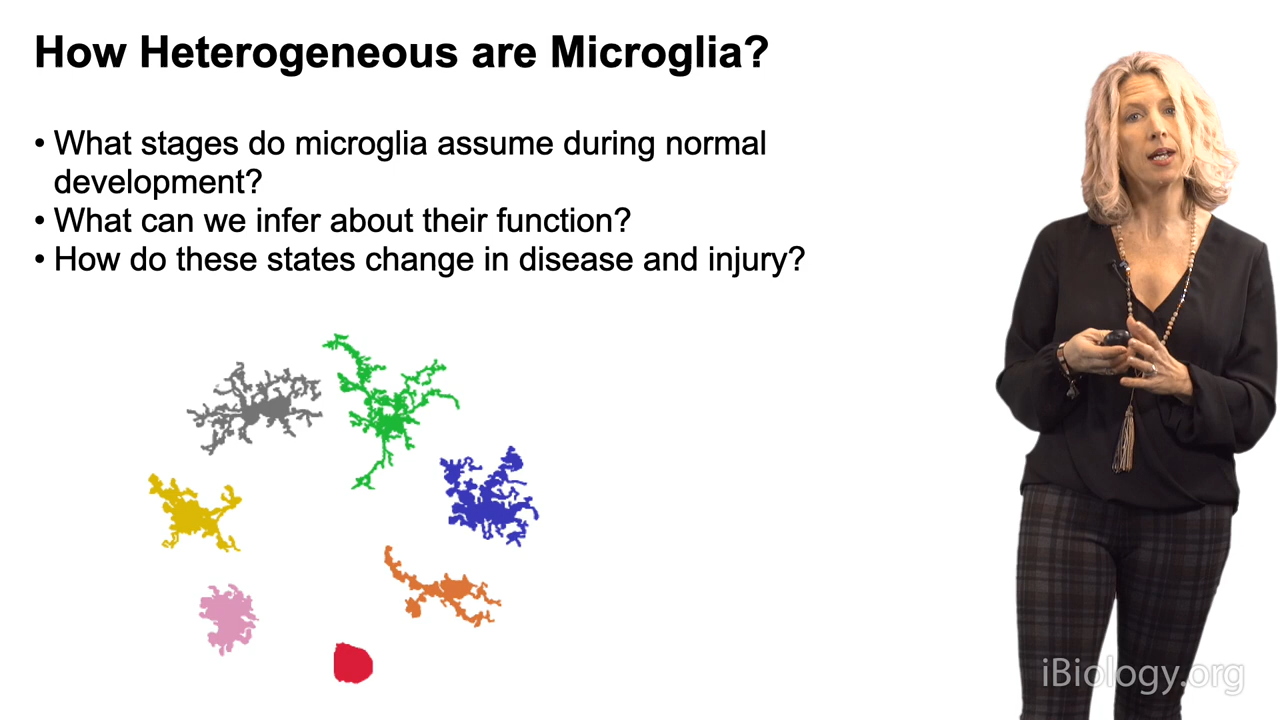 How Heterogeneous are Microglia?
• What stages do microglia assume during normal
development?
• What can we infer about their function?
• How do these states change in disease and injury?
iBiology.org